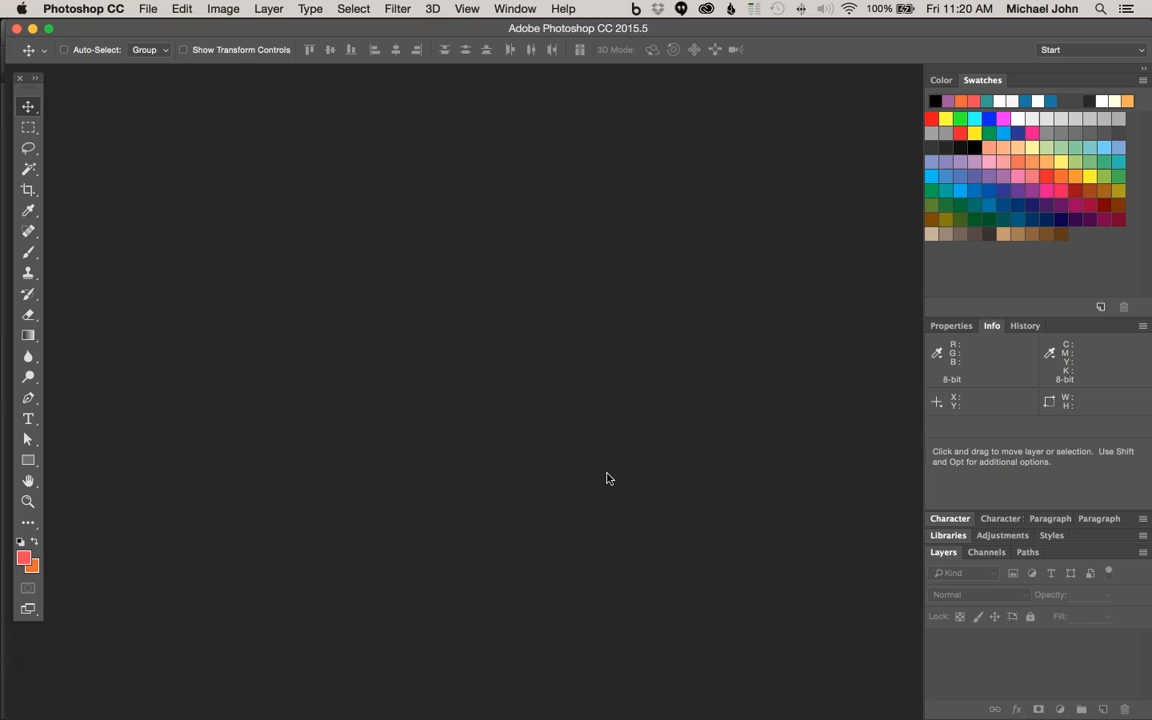 Photoshop CC File Edit Image Layer Type Select Filter 3D View Window Help 100% Fri 11:20 AM Michael John
Adobe Photoshop CC 2015.5
Auto-Select: Group Show Transform Controls 3D Mode: Start
Color Swatches
Properties Info History
R: C:
G: M:
B: Y:
K:
8-bit 8-bit
X: W:
Y: H:
Click and drag to move layer or selection. Use Shift
and Opt for additional options.
Character Character Paragraph Paragraph
Libraries Adjustments Styles
Layers Channels Paths
Kind
Normal Opacity:
Lock: Fill: